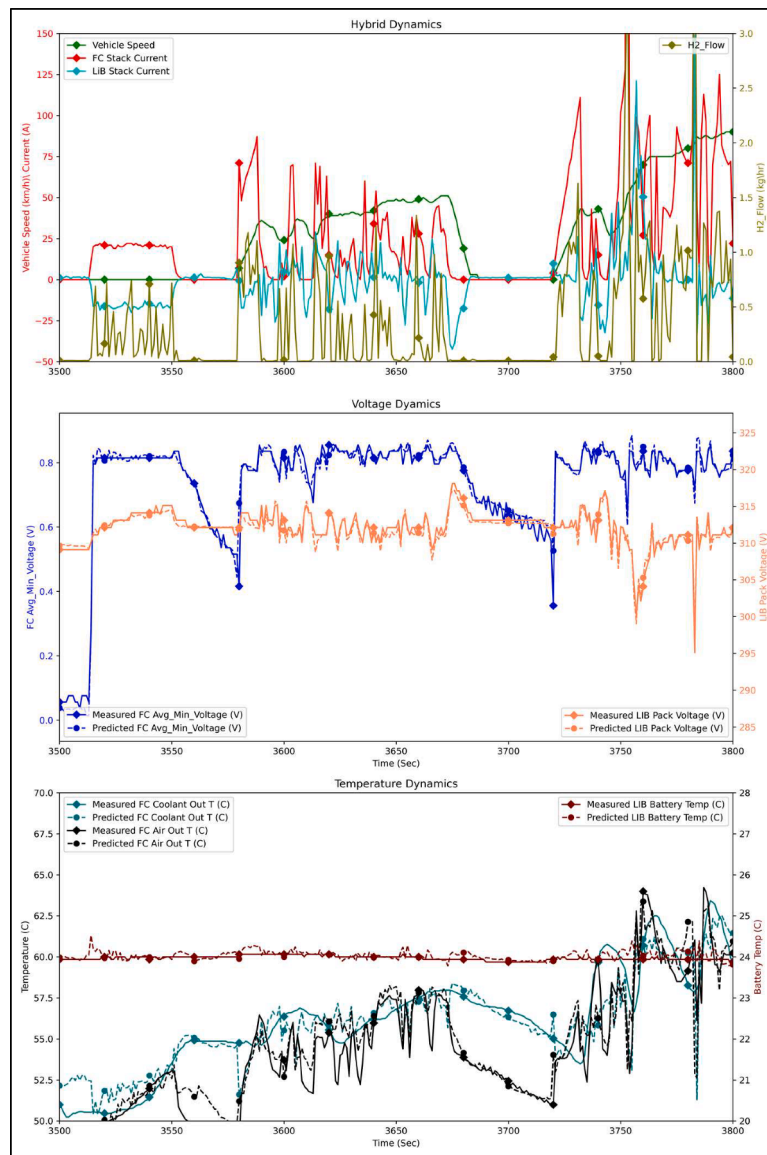 Hybrid Dynamics
Vehicle Speed
FC Stack Current
LiB Stack Current
H2_Flow
150
125
100
75
50
25
0
−25
−50
Vehicle Speed (km/h)\ Current (A)
3.0
2.5
2.0
1.5
1.0
0.5
0.0
H2_Flow (kg\hr)
3500 3550 3600 3650 3700 3750 3800
Voltage Dyamics
0.8
0.6
0.4
0.2
0.0
FC Avg_Min_Voltage (V)
325
320
315
310
305
300
295
290
285
LIB Pack Voltage (V)
Measured FC Avg_Min_Voltage (V)
Predicted FC Avg_Min_Voltage (V)
Measured LIB Pack Voltage (V)
Predicted LIB Pack Voltage (V)
3500 3550 3600 3650 3700 3750 3800
Time (Sec)
Temperature Dynamics
Measured FC Coolant Out T (C)
Predicted FC Coolant Out T (C)
Measured FC Air Out T (C)
Predicted FC Air Out T (C)
Measured LIB Battery Temp (C)
Predicted LIB Battery Temp (C)
70.0
67.5
65.0
62.5
60.0
57.5
55.0
52.5
50.0
Temperature (C)
28
27
26
25
24
23
22
21
20
Battery Temp (C)
3500 3550 3600 3650 3700 3750 3800
Time (Sec)